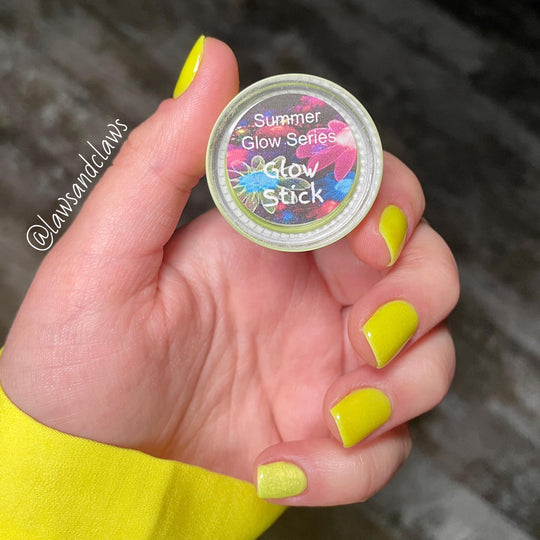 Summer
Glow Series
Glow
Stick
@lawsandclaws